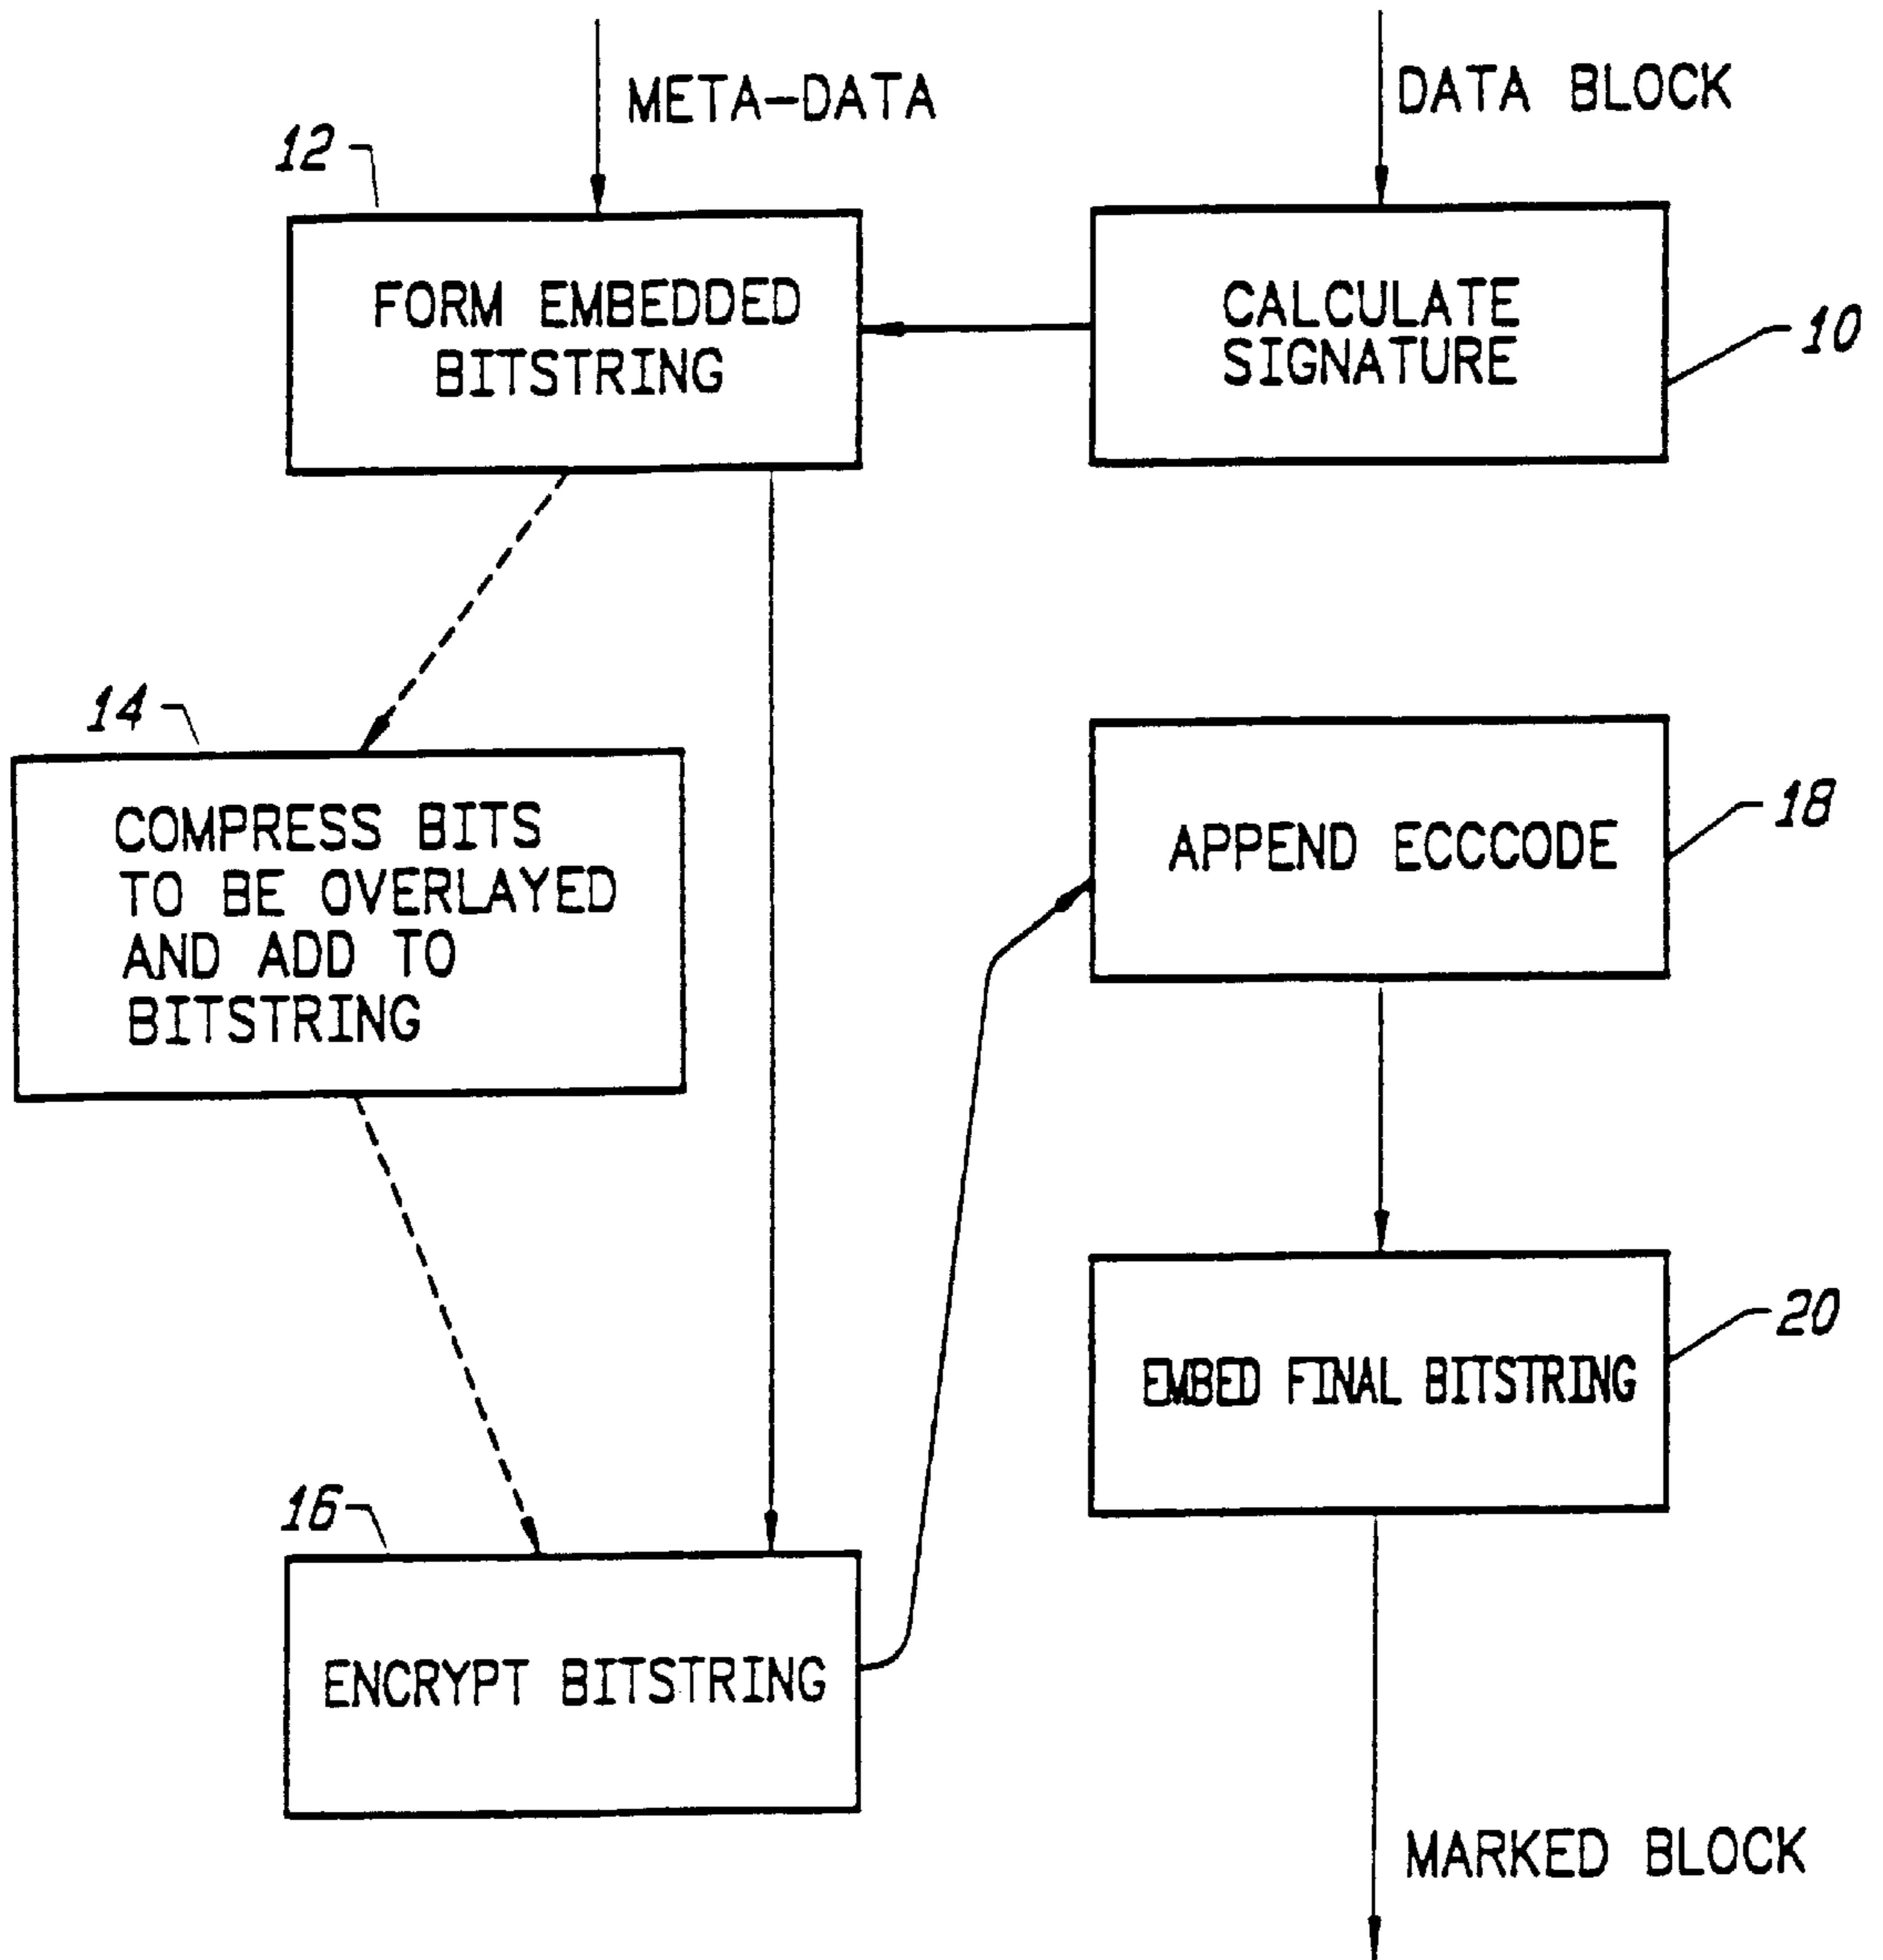 META-DATA
DATA BLOCK
12
FORM EMBEDDED
BITSTRING
CALCULATE
SIGNATURE
10
14
COMPRESS BITS
TO BE OVERLAYED
AND ADD TO
BITSTRING
APPEND ECCCODE
18
EMBED FINAL BITSTRING
20
16
ENCRYPT BITSTRING
MARKED BLOCK